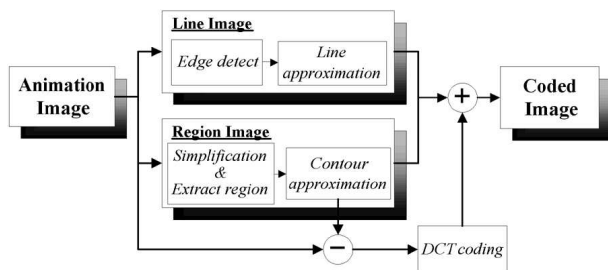 Line Image
Edge detect
Line
approximation
Animation
Image
Region Image
Simplification
&
Extract region
Contour
approximation
+
Coded
Image
−
DCT coding